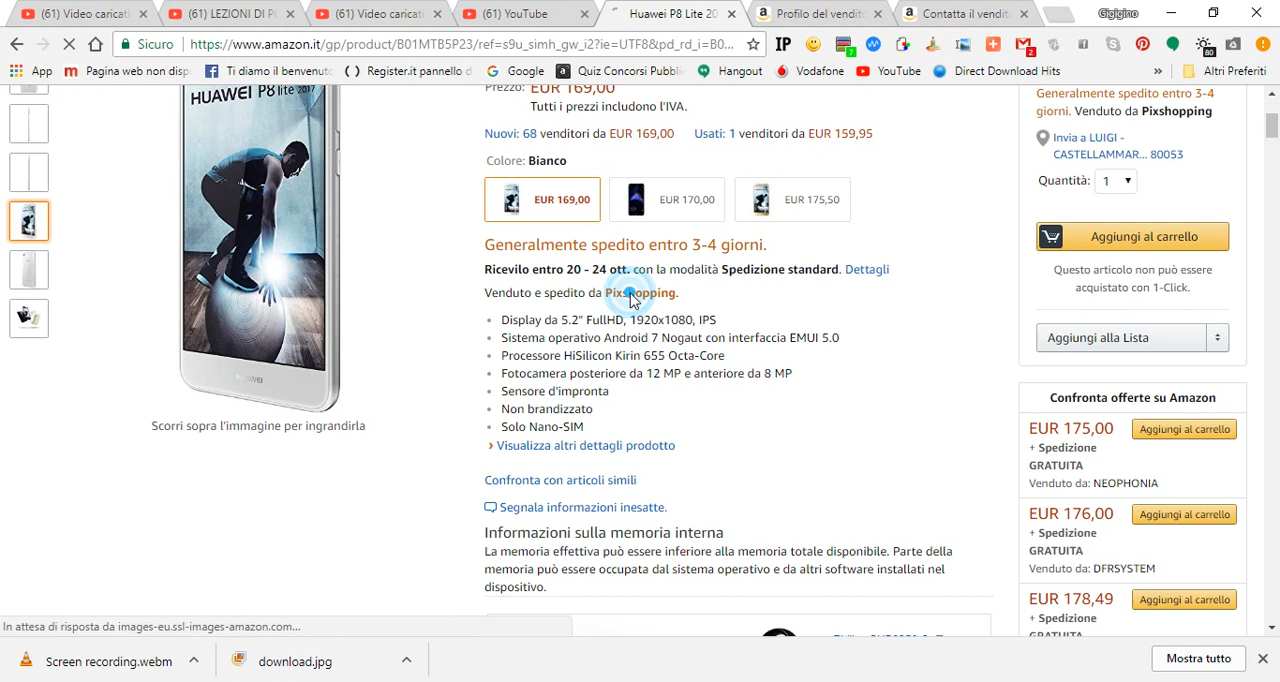 (61) Video caricati
(61) LEZIONI DI PC
(61) Video caricati
(61) YouTube
Huawei P8 Lite 20
Profilo del vendito
Contatta il vendito
Gigigino
Sicuro
https://www.amazon.it/gp/product/B01MTB5P23/ref=s9u_simh_gw_i2?ie=UTF8&pd_rd_i=B0...
IP
7
2
80
App
Pagina web non disp
Ti diamo il benvenuto
Register.it pannello d
Google
Quiz Concorsi Pubbli
Hangout
Vodafone
YouTube
Direct Download Hits
»
Altri Preferiti
HUAWEI P8 lite 2017
HUAWEI
Scorri sopra l'immagine per ingrandirla
Prezzo: EUR 169,00
Tutti i prezzi includono l'IVA.
Nuovi: 68 venditori da EUR 169,00 Usati: 1 venditori da EUR 159,95
Colore: Bianco
EUR 169,00
EUR 170,00
EUR 175,50
Generalmente spedito entro 3-4 giorni.
Ricevilo entro 20 - 24 ott. con la modalità Spedizione standard. Dettagli
Venduto e spedito da Pixshopping.
• Display da 5.2" FullHD, 1920x1080, IPS
• Sistema operativo Android 7 Nogaut con interfaccia EMUI 5.0
• Processore HiSilicon Kirin 655 Octa-Core
• Fotocamera posteriore da 12 MP e anteriore da 8 MP
• Sensore d'impronta
• Non brandizzato
• Solo Nano-SIM
› Visualizza altri dettagli prodotto
Confronta con articoli simili
Segnala informazioni inesatte.
Informazioni sulla memoria interna
La memoria effettiva può essere inferiore alla memoria totale disponibile. Parte della
memoria può essere occupata dal sistema operativo e da altri software installati nel
dispositivo.
Generalmente spedito entro 3-4
giorni. Venduto da Pixshopping
Invia a LUIGI -
CASTELLAMMAR... 80053
Quantità: 1
Aggiungi al carrello
Questo articolo non può essere
acquistato con 1-Click.
Aggiungi alla Lista
Confronta offerte su Amazon
EUR 175,00 Aggiungi al carrello
+ Spedizione
GRATUITA
Venduto da: NEOPHONIA
EUR 176,00 Aggiungi al carrello
+ Spedizione
GRATUITA
Venduto da: DFRSYSTEM
EUR 178,49 Aggiungi al carrello
+ Spedizione
GRATUITA
In attesa di risposta da images-eu.ssl-images-amazon.com...
Screen recording.webm
download.jpg
Mostra tutto